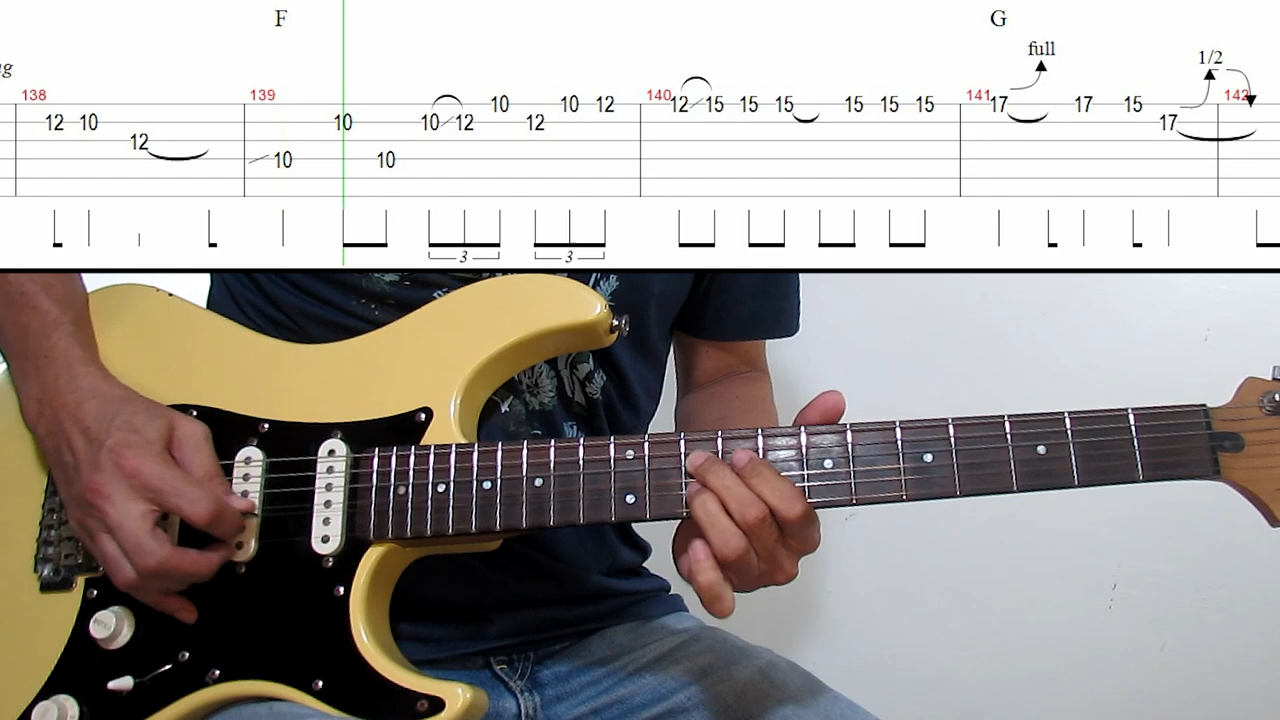 F G
full
1/2
g
138 139 140 141 142
10 10 10 12 12 15 15 15 15 15 15 17 17 15
12 10 10 10 12 12 17
12
10 10
3 3